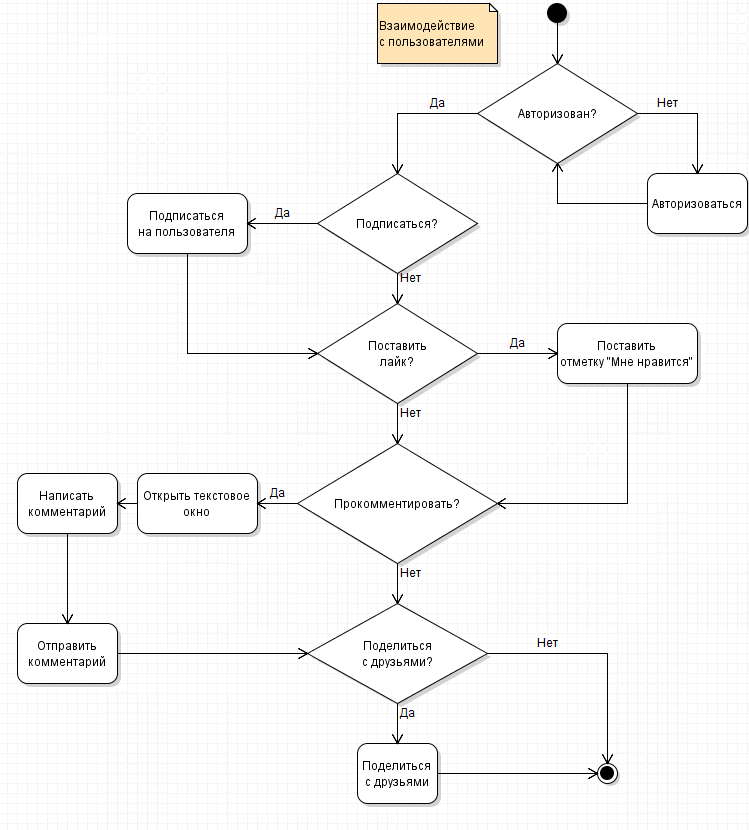 Взаимодействие
с пользователями
Авторизован?
Да
Нет
Авторизоваться
Подписаться?
Да
Подписаться
на пользователя
Нет
Поставить
лайк?
Да
Поставить
отметку "Мне нравится"
Нет
Прокомментировать?
Да
Открыть текстовое
окно
Написать
комментарий
Нет
Отправить
комментарий
Поделиться
с друзьями?
Нет
Да
Поделиться
с друзьями